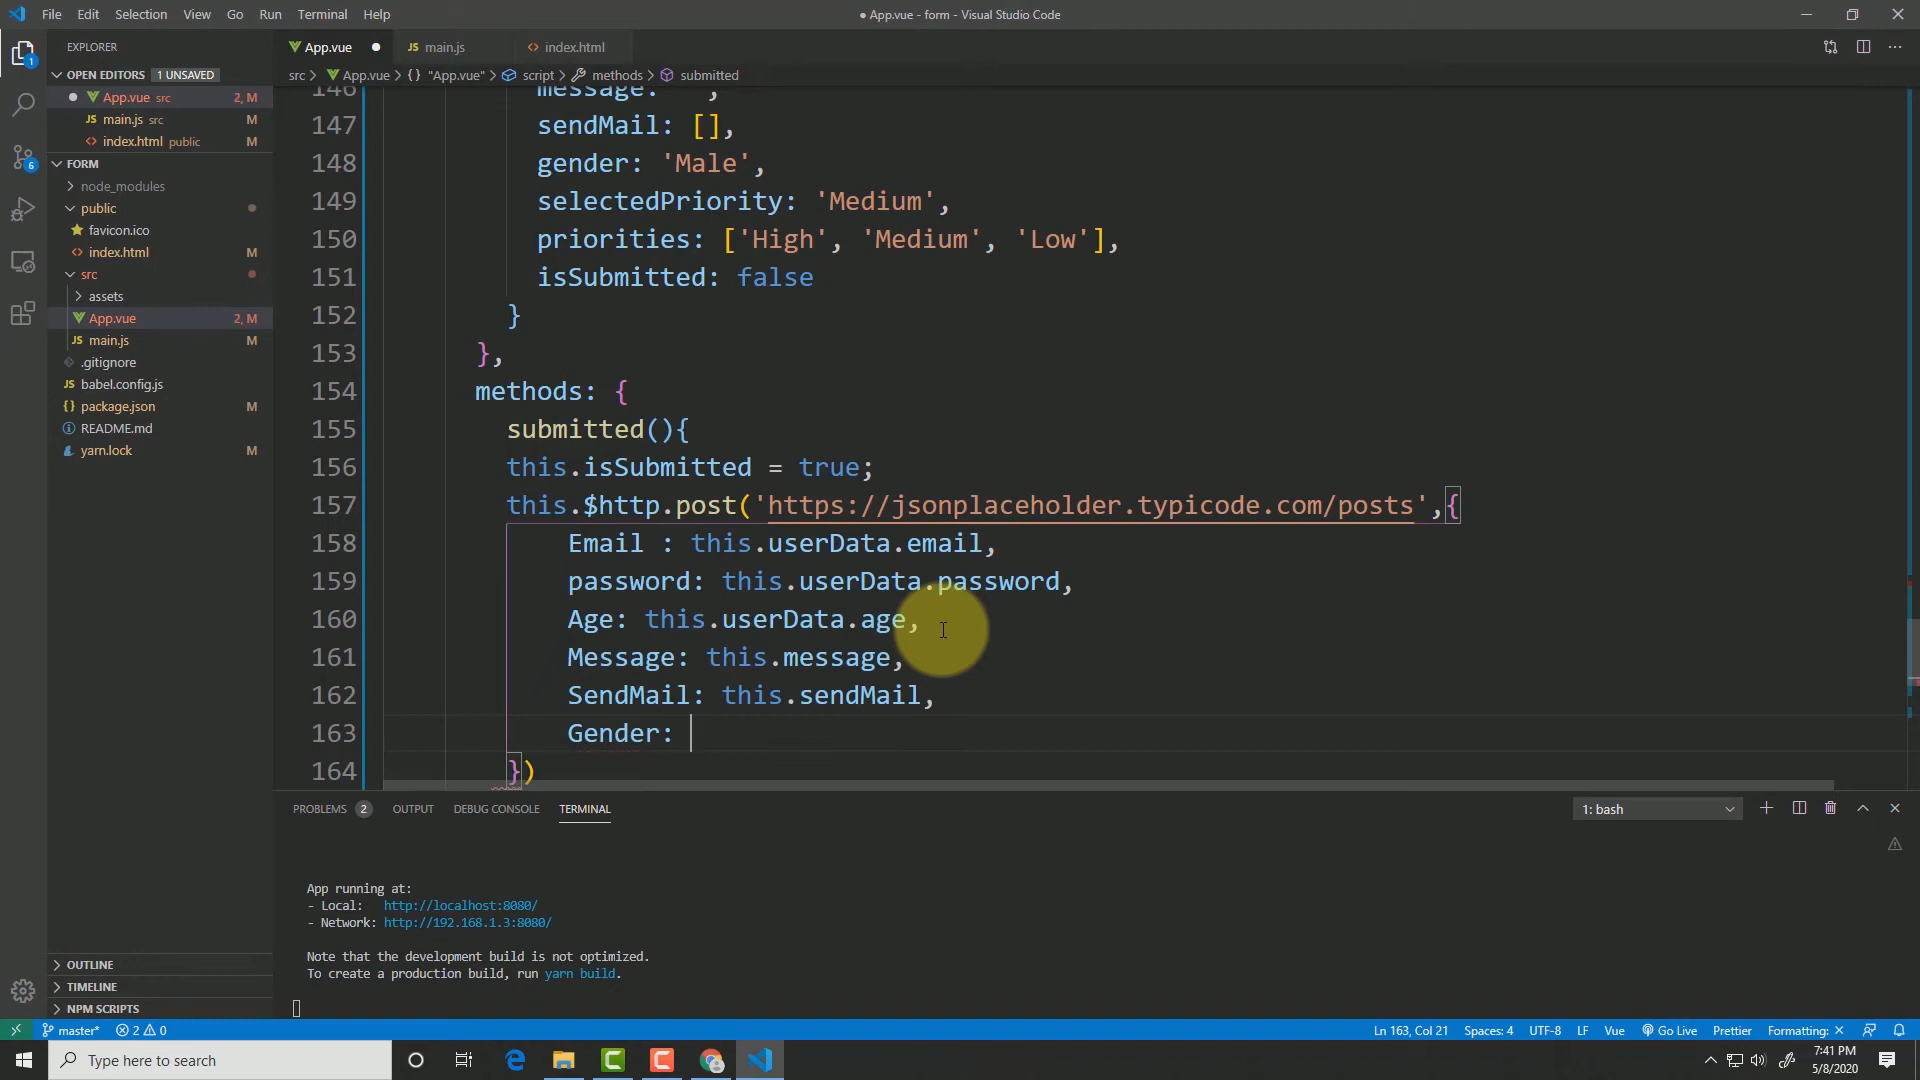 File Edit Selection View Go Run Terminal Help
● App.vue - form - Visual Studio Code
EXPLORER
App.vue
main.js
index.html
OPEN EDITORS 1 UNSAVED
src > App.vue > {} "App.vue" > script > methods > submitted
App.vue src 2, M
main.js src M
index.html public M
FORM
node_modules
public
favicon.ico
index.html M
src
assets
App.vue 2, M
main.js M
.gitignore
babel.config.js
package.json M
README.md
yarn.lock M
OUTLINE
TIMELINE
NPM SCRIPTS
146 message: '',
147 sendMail: [],
148 gender: 'Male',
149 selectedPriority: 'Medium',
150 priorities: ['High', 'Medium', 'Low'],
151 isSubmitted: false
152 }
153 },
154 methods: {
155 submitted(){
156 this.isSubmitted = true;
157 this.$http.post('https://jsonplaceholder.typicode.com/posts',{
158 Email : this.userData.email,
159 password: this.userData.password,
160 Age: this.userData.age,
161 Message: this.message,
162 SendMail: this.sendMail,
163 Gender:
164 })
PROBLEMS 2 OUTPUT DEBUG CONSOLE TERMINAL
1: bash
App running at:
- Local: http://localhost:8080/
- Network: http://192.168.1.3:8080/
Note that the development build is not optimized.
To create a production build, run yarn build.
master* 2 0
Ln 163, Col 21 Spaces: 4 UTF-8 LF Vue Go Live Prettier Formatting: ×
Type here to search
7:41 PM
5/8/2020
1
6